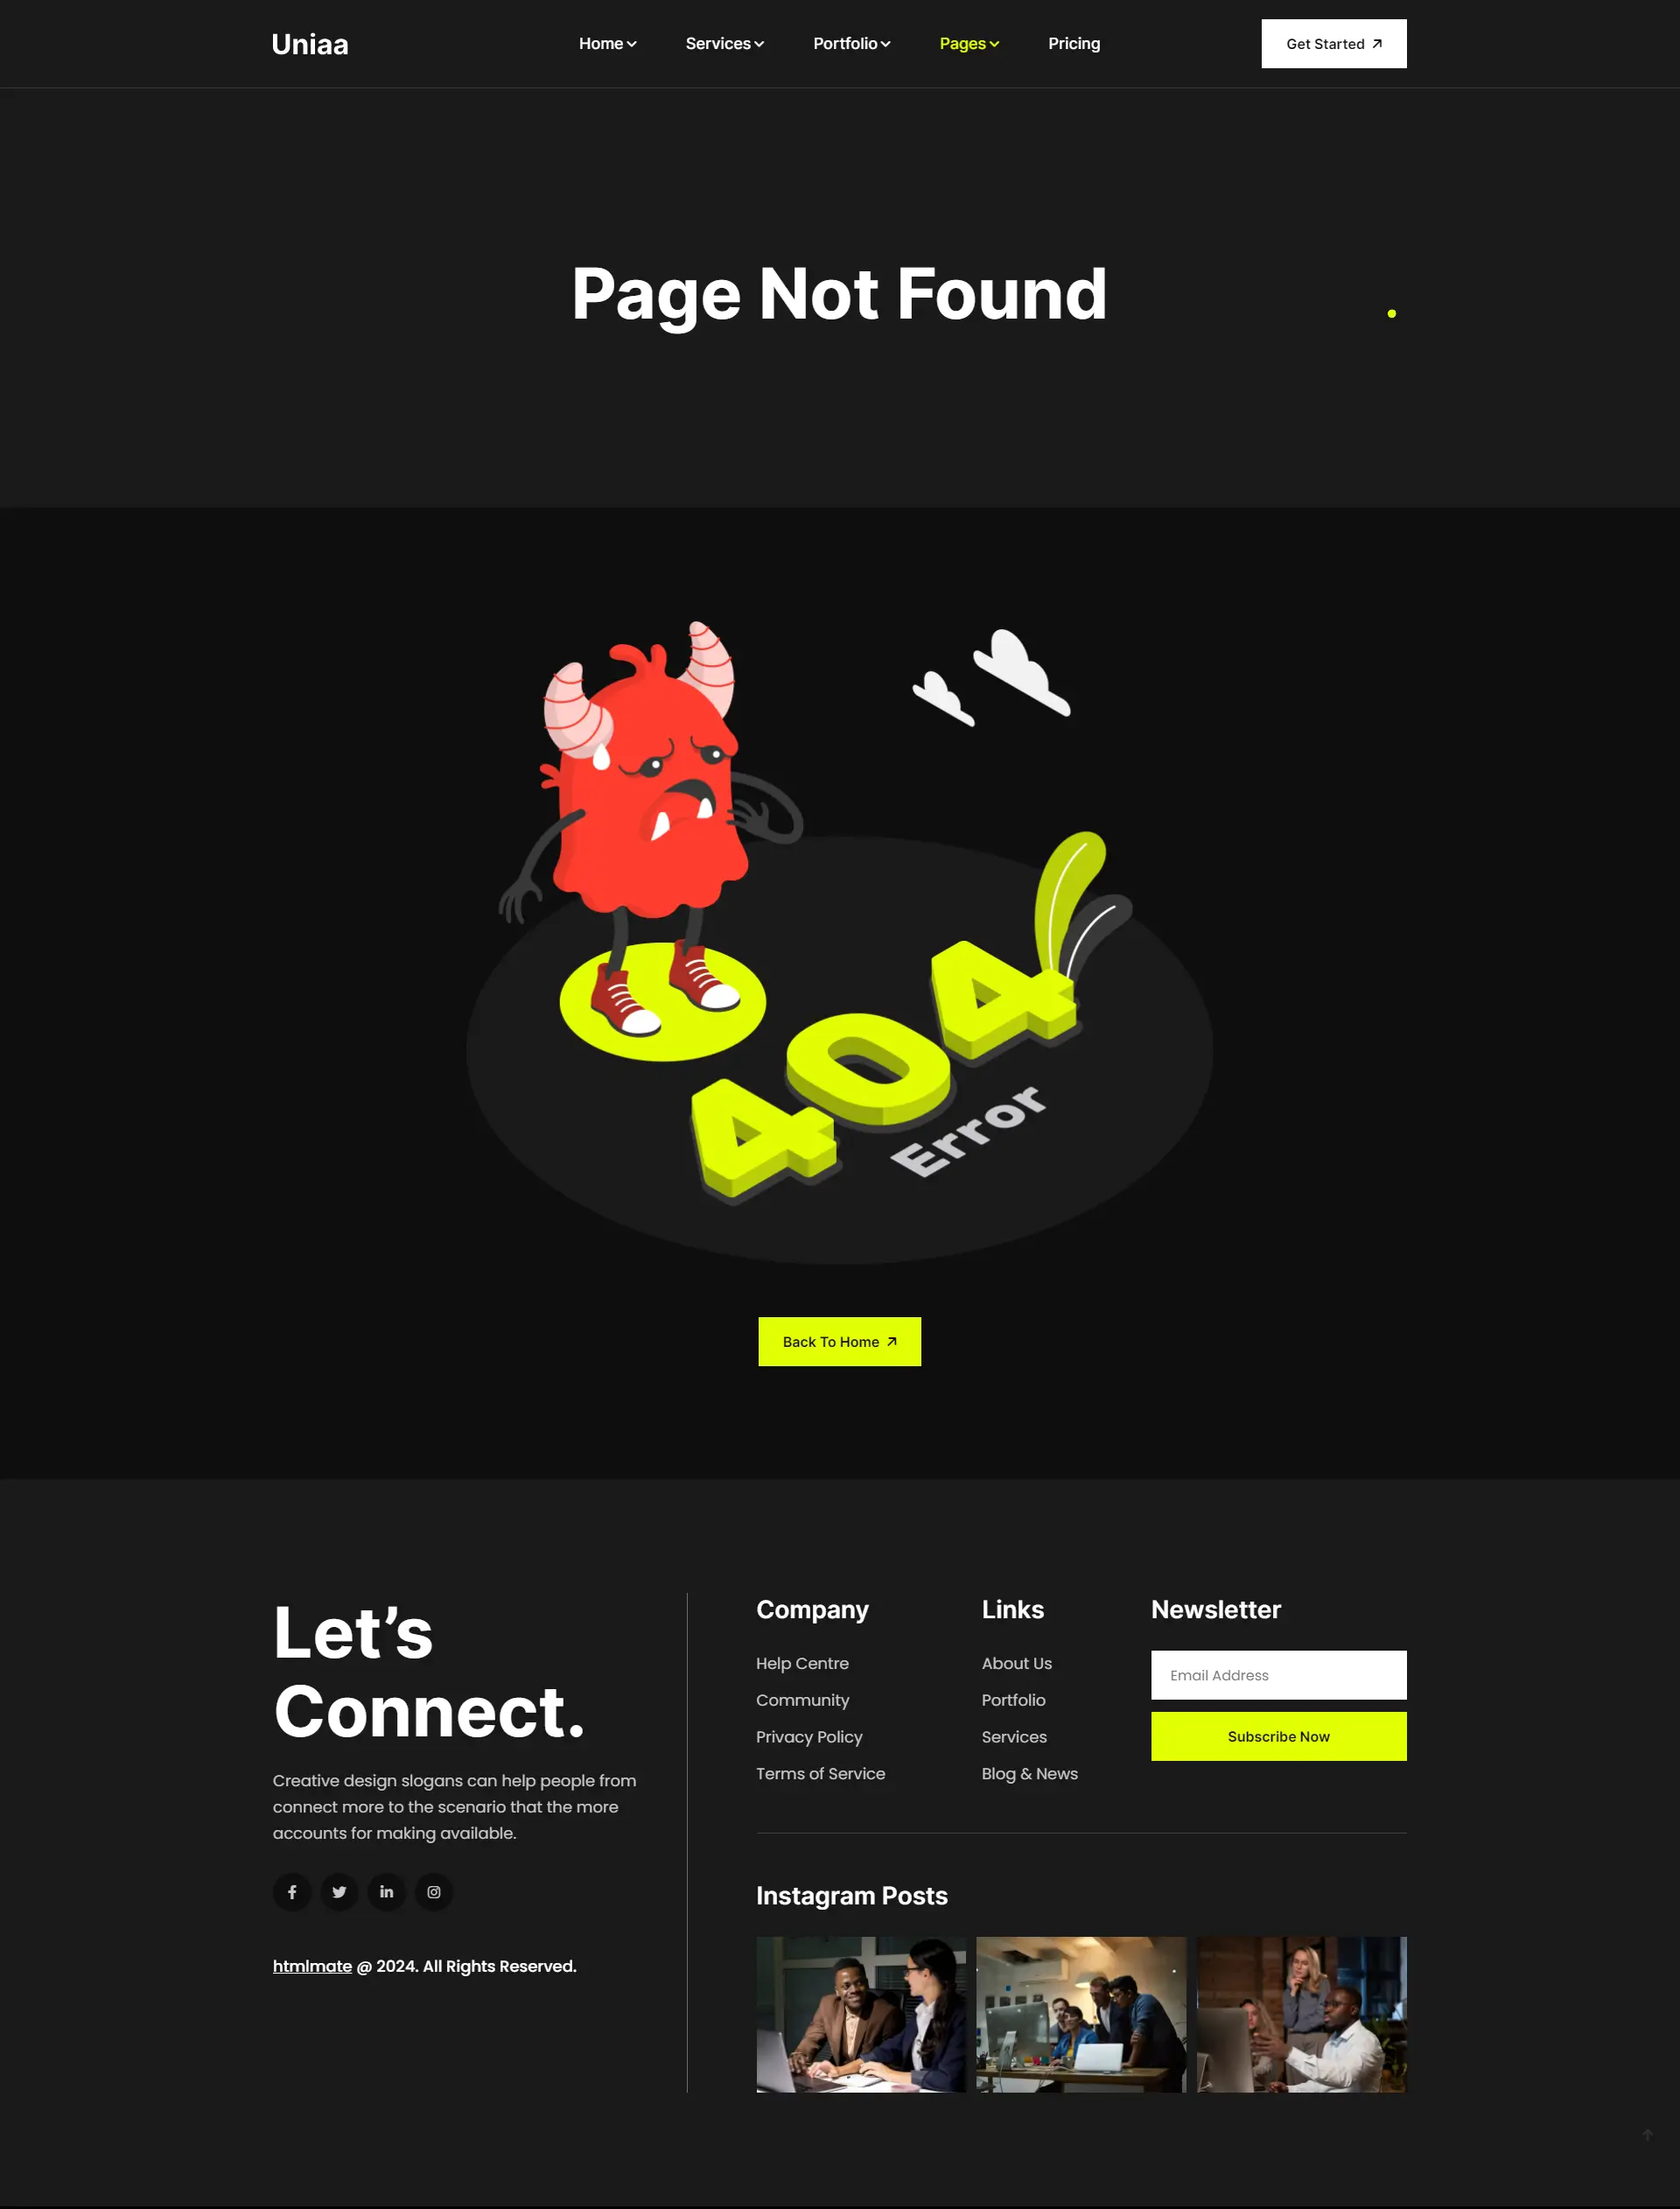 Uniaa
Home
Services
Portfolio
Pages
Pricing
Get Started
Page Not Found
404
Error
Back To Home
Let’s
Connect.
Creative design slogans can help people from
connect more to the scenario that the more
accounts for making available.
htmlmate @ 2024. All Rights Reserved.
Company
Help Centre
Community
Privacy Policy
Terms of Service
Links
About Us
Portfolio
Services
Blog & News
Newsletter
Email Address
Subscribe Now
Instagram Posts